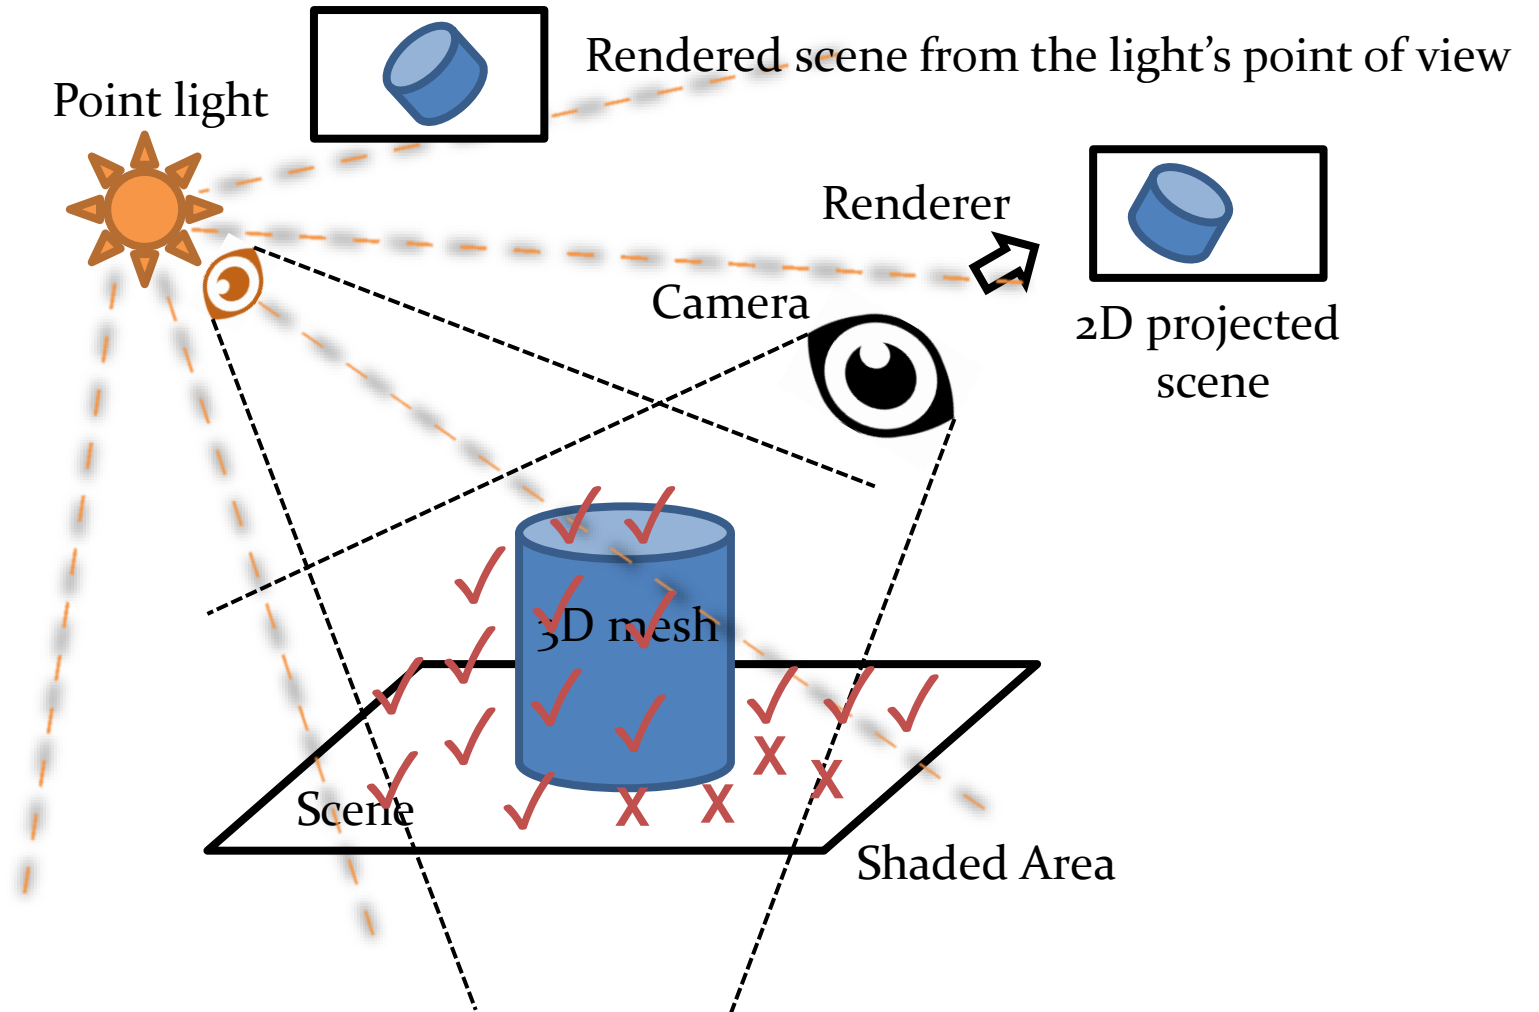 Rendered scene from the light’s point of view
Point light
Renderer
Camera
2D projected
scene
3D mesh
Scene
X
X
X
X
Shaded Area